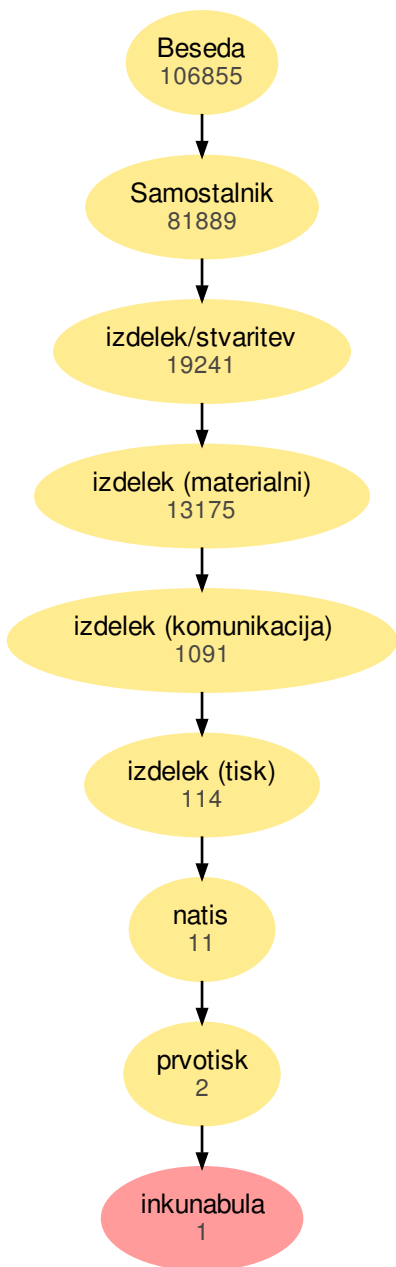 Beseda
106855
Samostalnik
81889
izdelek/stvaritev
19241
izdelek (materialni)
13175
izdelek (komunikacija)
1091
izdelek (tisk)
114
natis
11
prvotisk
2
inkunabula
1